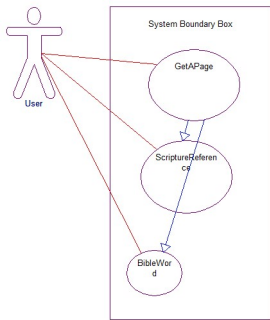 System Boundary Box
GetAPage
User
ScriptureReferen
ce
BibleWor
d